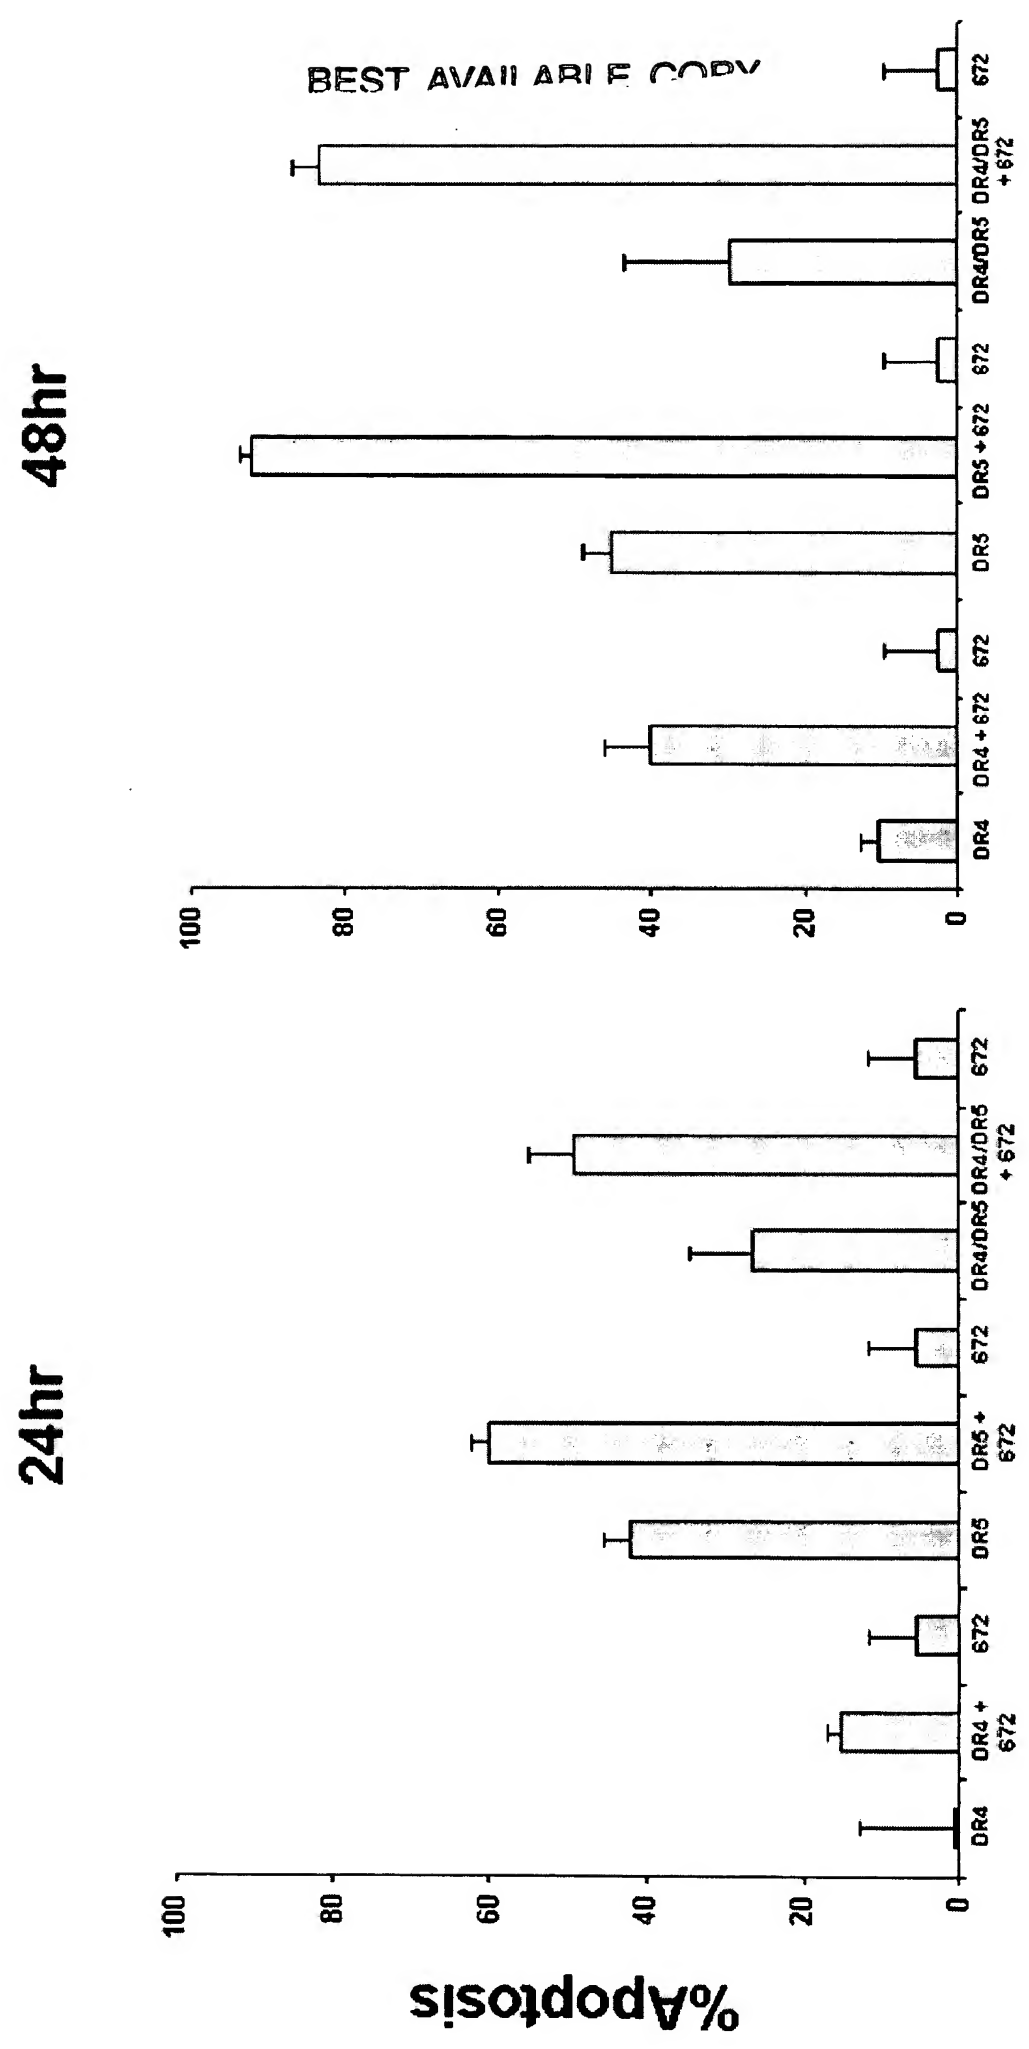 24hr
48hr
%Apoptosis
100
80
60
40
20
0
DR4
DR4 +
672
672
DR5
DR5 +
672
672
DR4/DR5
DR4/DR5
+ 672
672
100
80
60
40
20
0
DR4
DR4 + 672
672
DR5
DR5 + 672
672
DR4/DR5
DR4/DR5
+ 672
672
BEST AVAILABLE COPY